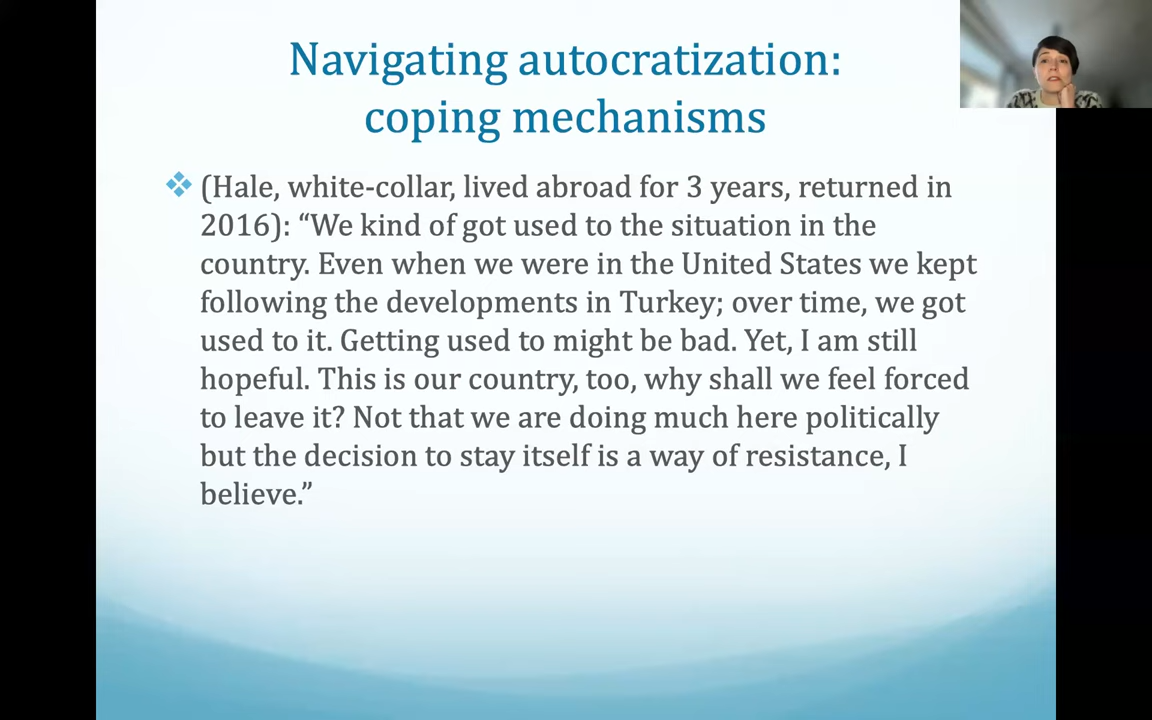 Navigating autocratization:
coping mechanisms
(Hale, white-collar, lived abroad for 3 years, returned in
2016): “We kind of got used to the situation in the
country. Even when we were in the United States we kept
following the developments in Turkey; over time, we got
used to it. Getting used to might be bad. Yet, I am still
hopeful. This is our country, too, why shall we feel forced
to leave it? Not that we are doing much here politically
but the decision to stay itself is a way of resistance, I
believe.”